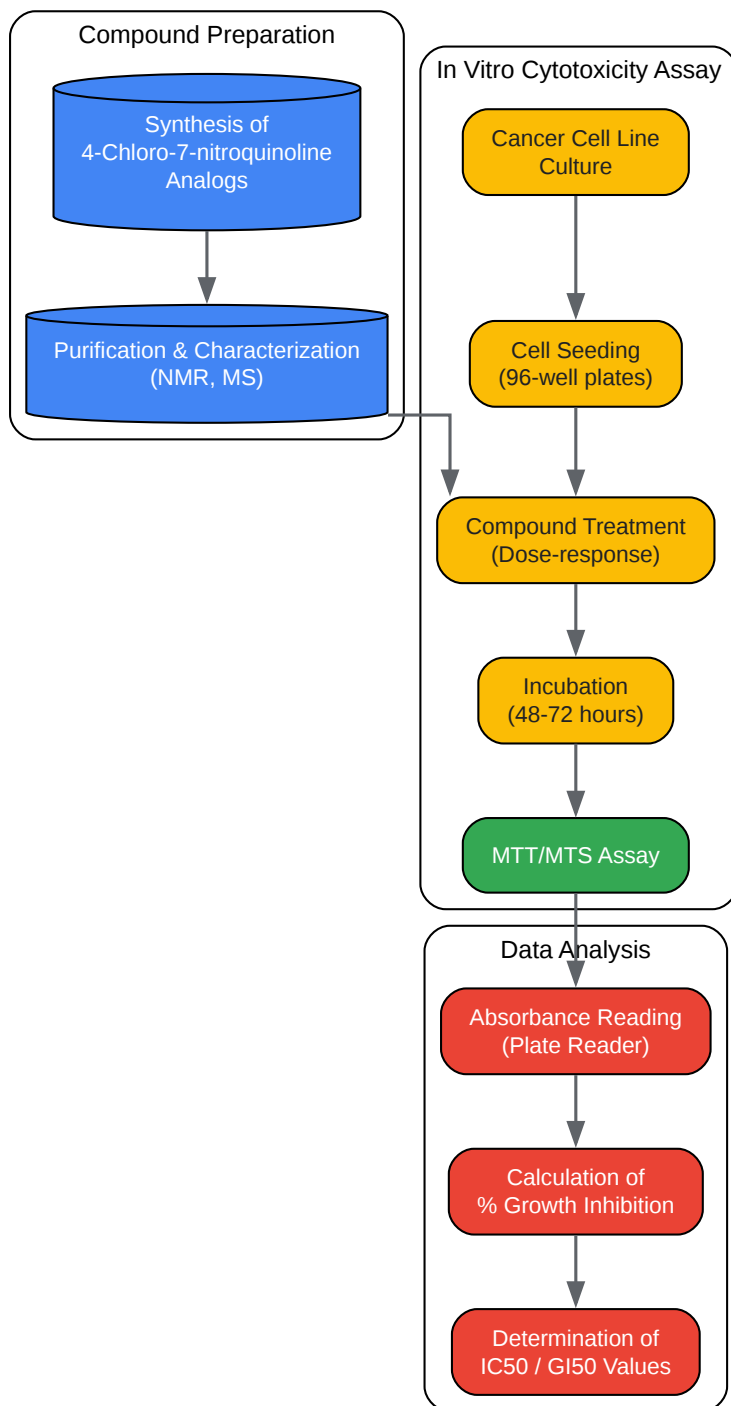 Compound Preparation
Synthesis of
4-Chloro-7-nitroquinoline
Analogs
Purification & Characterization
(NMR, MS)
In Vitro Cytotoxicity Assay
Cancer Cell Line
Culture
Cell Seeding
(96-well plates)
Compound Treatment
(Dose-response)
Incubation
(48-72 hours)
MTT/MTS Assay
Data Analysis
Absorbance Reading
(Plate Reader)
Calculation of
% Growth Inhibition
Determination of
IC50 / GI50 Values